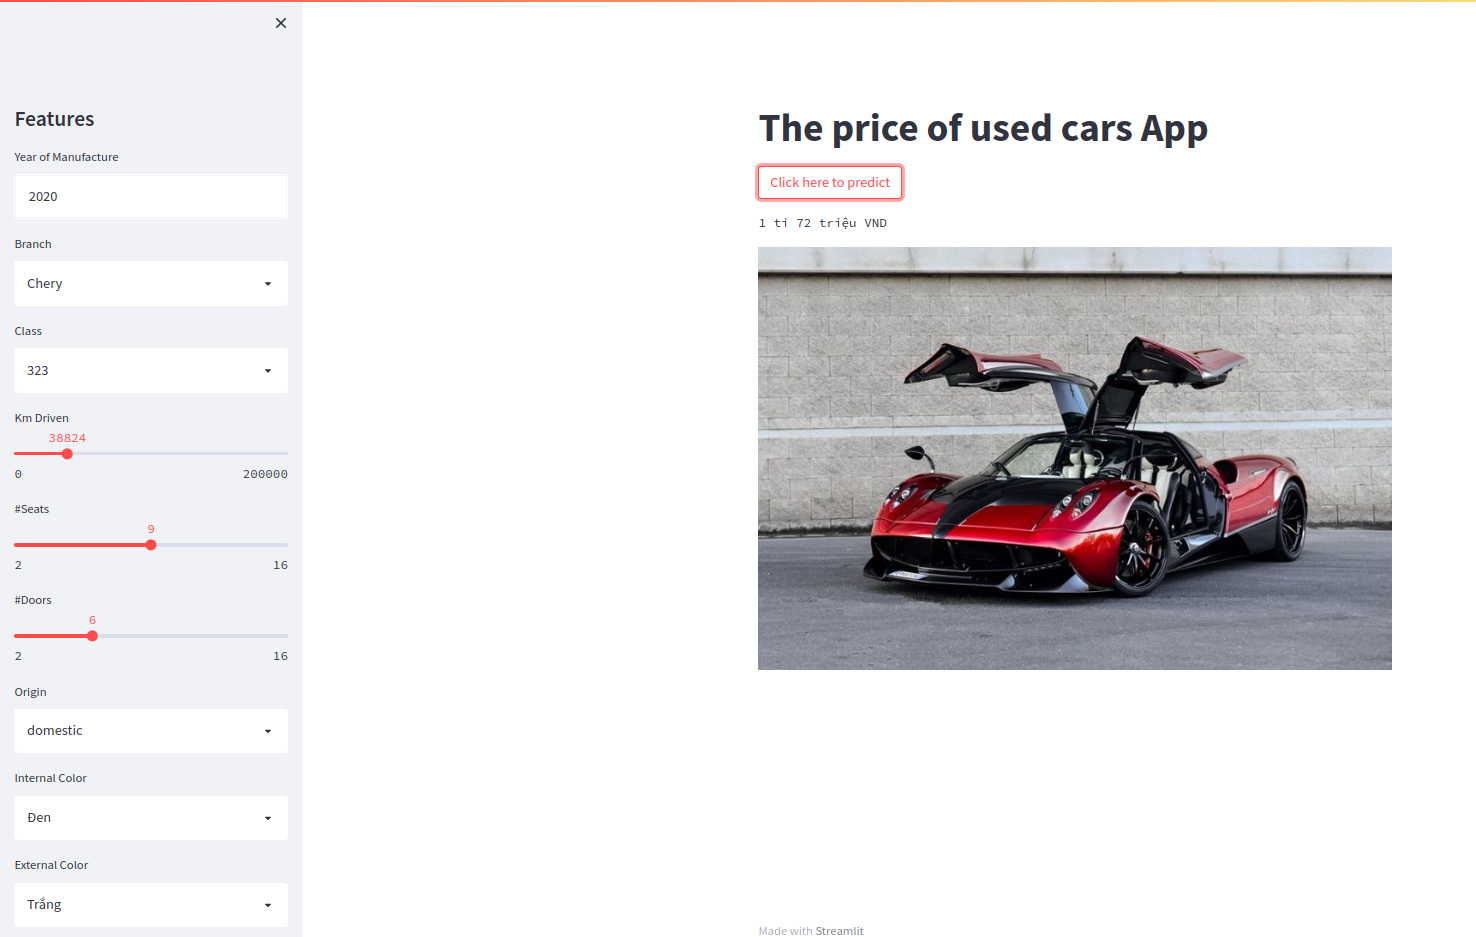 Features
Year of Manufacture
2020
Branch
Chery
Class
323
Km Driven
38824
0 200000
#Seats
9
2 16
#Doors
6
2 16
Origin
domestic
Internal Color
Đen
External Color
Trắng
The price of used cars App
Click here to predict
1 tỉ 72 triệu VND
Made with Streamlit